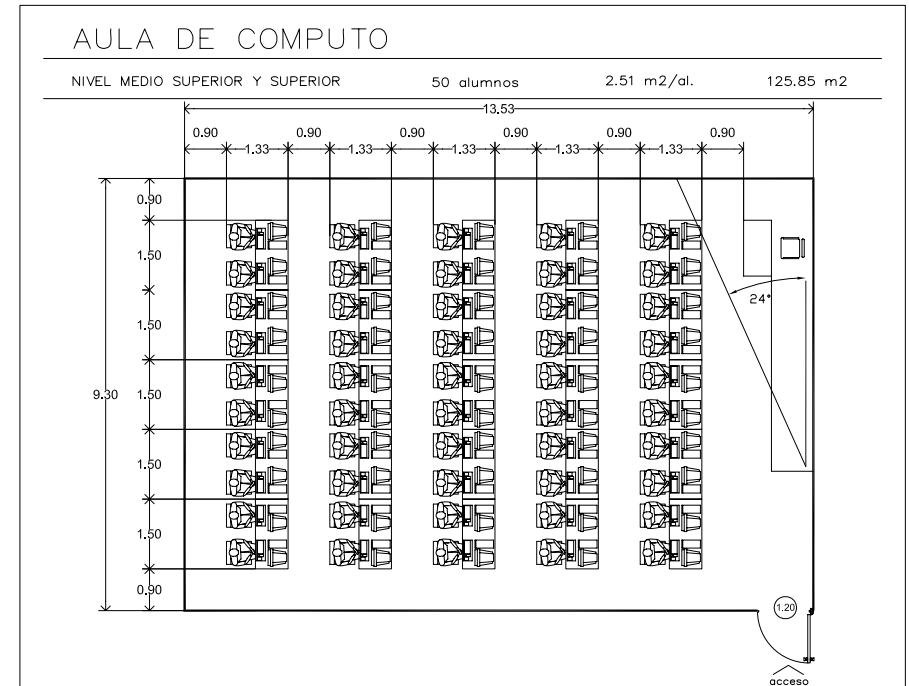 AULA DE COMPUTO
NIVEL MEDIO SUPERIOR Y SUPERIOR 50 alumnos 2.51 m2/al. 125.85 m2
13.53
0.90 0.90 0.90 0.90 0.90 0.90
1.33 1.33 1.33 1.33 1.33
0.90
1.50
24°
1.50
9.30 1.50
1.50
1.50
0.90
1.20
acceso